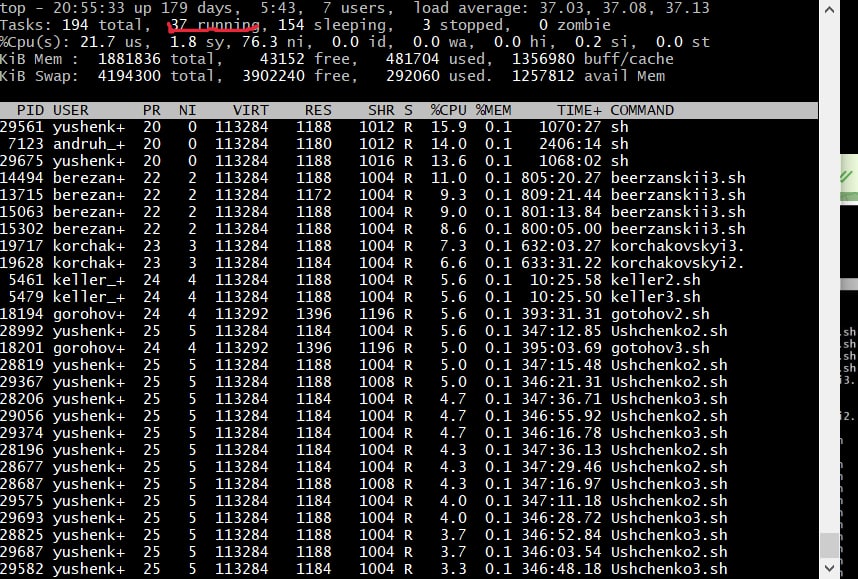 top - 20:55:33 up 179 days,  5:43,  7 users,  load average: 37.03, 37.08, 37.13
Tasks: 194 total,  37 running, 154 sleeping,   3 stopped,   0 zombie
%Cpu(s): 21.7 us,  1.8 sy, 76.3 ni,  0.0 id,  0.0 wa,  0.0 hi,  0.2 si,  0.0 st
KiB Mem :  1881836 total,    43152 free,   481704 used,  1356980 buff/cache
KiB Swap:  4194300 total,  3902240 free,   292060 used.  1257812 avail Mem
PID USER PR NI VIRT RES SHR S %CPU %MEM TIME+ COMMAND
29561 yushenk+ 20 0 113284 1188 1012 R 15.9 0.1 1070:27 sh
7123 andruh_+ 20 0 113284 1180 1012 R 14.0 0.1 2406:14 sh
29675 yushenk+ 20 0 113284 1188 1016 R 13.6 0.1 1068:02 sh
14494 berezan+ 22 2 113284 1188 1004 R 11.0 0.1 805:20.27 beerzanskii3.sh
13715 berezan+ 22 2 113284 1172 1004 R 9.3 0.1 809:21.44 beerzanskii3.sh
15063 berezan+ 22 2 113284 1188 1004 R 9.0 0.1 801:13.84 beerzanskii3.sh
15302 berezan+ 22 2 113284 1188 1004 R 8.6 0.1 800:05.00 beerzanskii3.sh
19717 korchak+ 23 3 113284 1188 1004 R 7.3 0.1 632:03.27 korchakovskyi3.
19628 korchak+ 23 3 113284 1184 1004 R 6.6 0.1 633:31.22 korchakovskyi2.
5461 keller_+ 24 4 113284 1188 1004 R 5.6 0.1 10:25.58 keller2.sh
5479 keller_+ 24 4 113284 1188 1004 R 5.6 0.1 10:25.50 keller3.sh
18194 gorohov+ 24 4 113292 1396 1196 R 5.6 0.1 393:31.31 gotohov2.sh
28992 yushenk+ 25 5 113284 1184 1004 R 5.6 0.1 347:12.85 Ushchenko2.sh
18201 gorohov+ 24 4 113292 1396 1196 R 5.0 0.1 395:03.69 gotohov3.sh
28819 yushenk+ 25 5 113284 1188 1004 R 5.0 0.1 347:15.48 Ushchenko2.sh
29367 yushenk+ 25 5 113284 1188 1008 R 5.0 0.1 346:21.31 Ushchenko2.sh
28206 yushenk+ 25 5 113284 1184 1004 R 4.7 0.1 347:36.71 Ushchenko3.sh
29056 yushenk+ 25 5 113284 1184 1004 R 4.7 0.1 346:55.92 Ushchenko2.sh
29374 yushenk+ 25 5 113284 1188 1004 R 4.7 0.1 346:16.78 Ushchenko3.sh
28196 yushenk+ 25 5 113284 1188 1004 R 4.3 0.1 347:36.13 Ushchenko2.sh
28677 yushenk+ 25 5 113284 1188 1004 R 4.3 0.1 347:29.46 Ushchenko2.sh
28687 yushenk+ 25 5 113284 1188 1008 R 4.3 0.1 347:16.97 Ushchenko3.sh
29575 yushenk+ 25 5 113284 1184 1004 R 4.0 0.1 347:11.18 Ushchenko2.sh
29693 yushenk+ 25 5 113284 1188 1004 R 4.0 0.1 346:28.72 Ushchenko3.sh
28825 yushenk+ 25 5 113284 1188 1004 R 3.7 0.1 346:52.84 Ushchenko3.sh
29687 yushenk+ 25 5 113284 1188 1004 R 3.7 0.1 346:03.54 Ushchenko2.sh
29582 yushenk+ 25 5 113284 1184 1004 R 3.3 0.1 346:48.18 Ushchenko3.sh